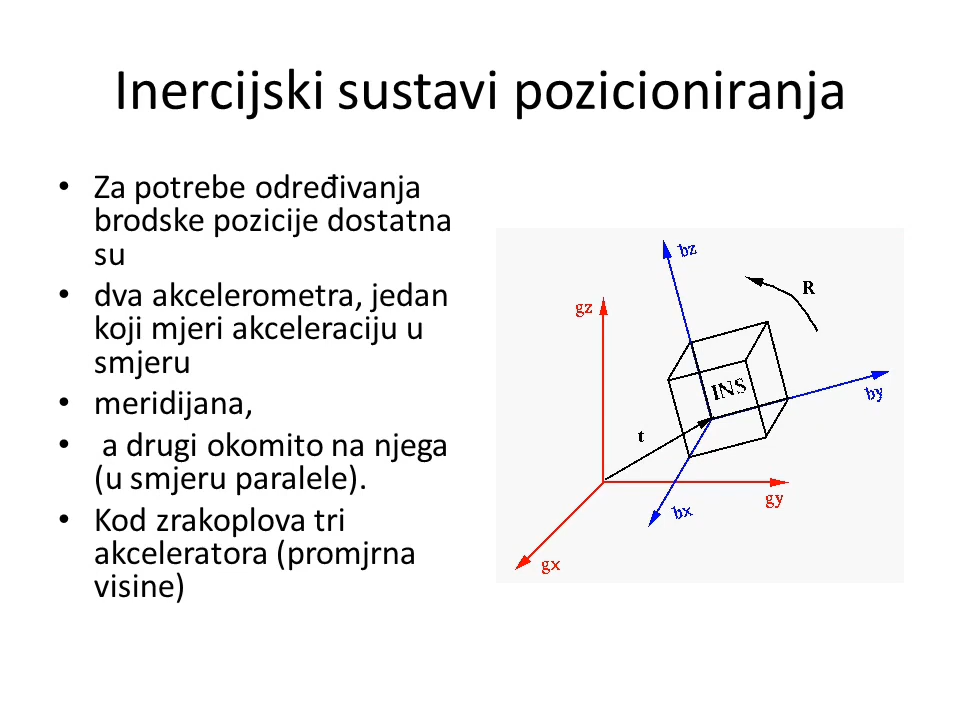 Inercijski sustavi pozicioniranja
• Za potrebe određivanja
brodske pozicije dostatna
su
• dva akcelerometra, jedan
koji mjeri akceleraciju u
smjeru
• meridijana,
• a drugi okomito na njega
(u smjeru paralele).
• Kod zrakoplova tri
akceleratora (promjrna
visine)
bz
R
gz
INS
by
t
gy
bx
gx